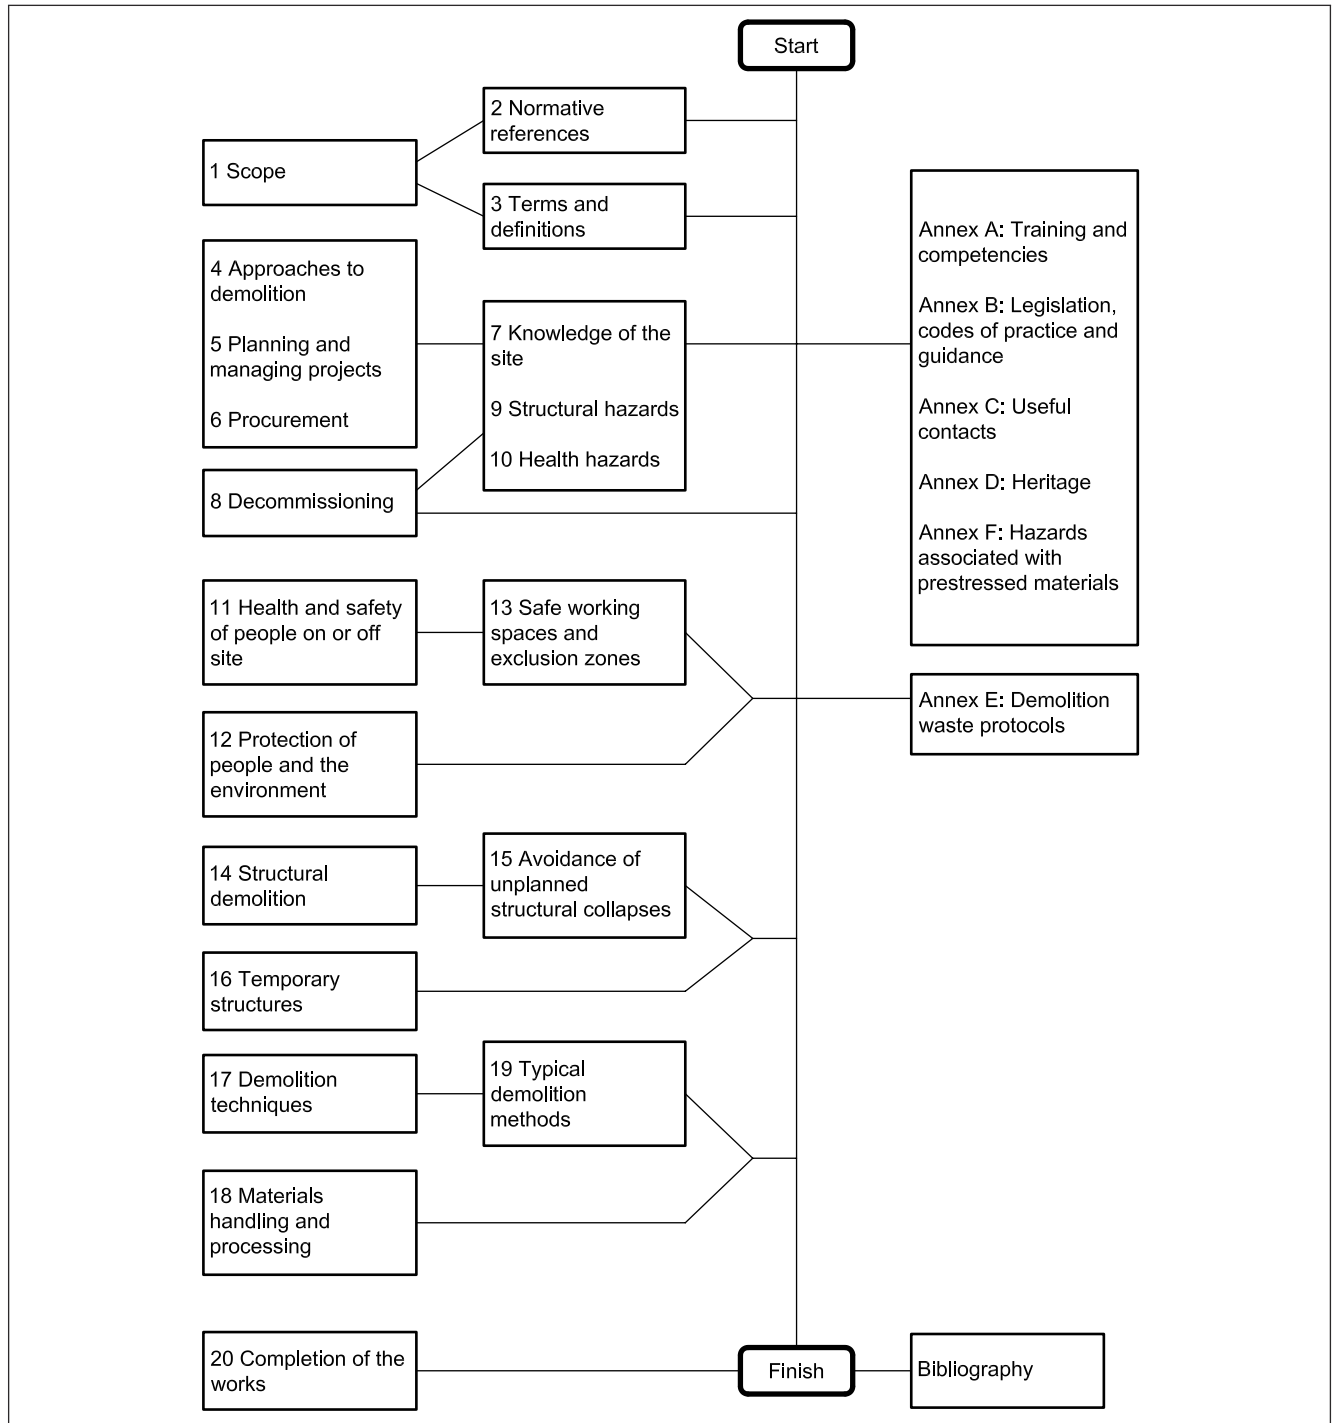 Start
2 Normative
references
1 Scope
3 Terms and
definitions
4 Approaches to
demolition
5 Planning and
managing projects
6 Procurement
7 Knowledge of the
site
9 Structural hazards
10 Health hazards
8 Decommissioning
Annex A: Training and
competencies
Annex B: Legislation,
codes of practice and
guidance
Annex C: Useful
contacts
Annex D: Heritage
Annex F: Hazards
associated with
prestressed materials
11 Health and safety
of people on or off
site
13 Safe working
spaces and
exclusion zones
12 Protection of
people and the
environment
Annex E: Demolition
waste protocols
14 Structural
demolition
15 Avoidance of
unplanned
structural collapses
16 Temporary
structures
17 Demolition
techniques
19 Typical
demolition
methods
18 Materials
handling and
processing
20 Completion of the
works
Finish
Bibliography